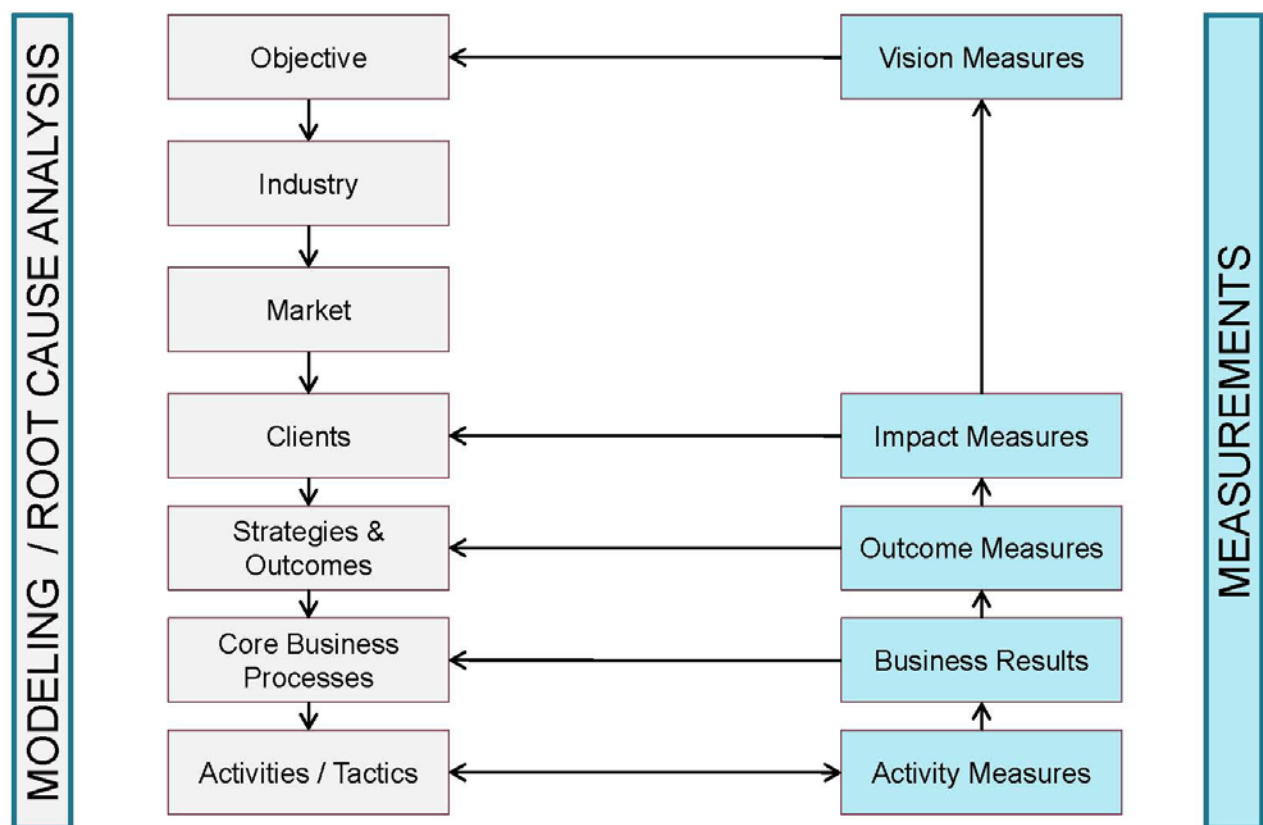 MODELING / ROOT CAUSE ANALYSIS
Objective
Industry
Market
Clients
Strategies &
Outcomes
Core Business
Processes
Activities / Tactics
Vision Measures
Impact Measures
Outcome Measures
Business Results
Activity Measures
MEASUREMENTS